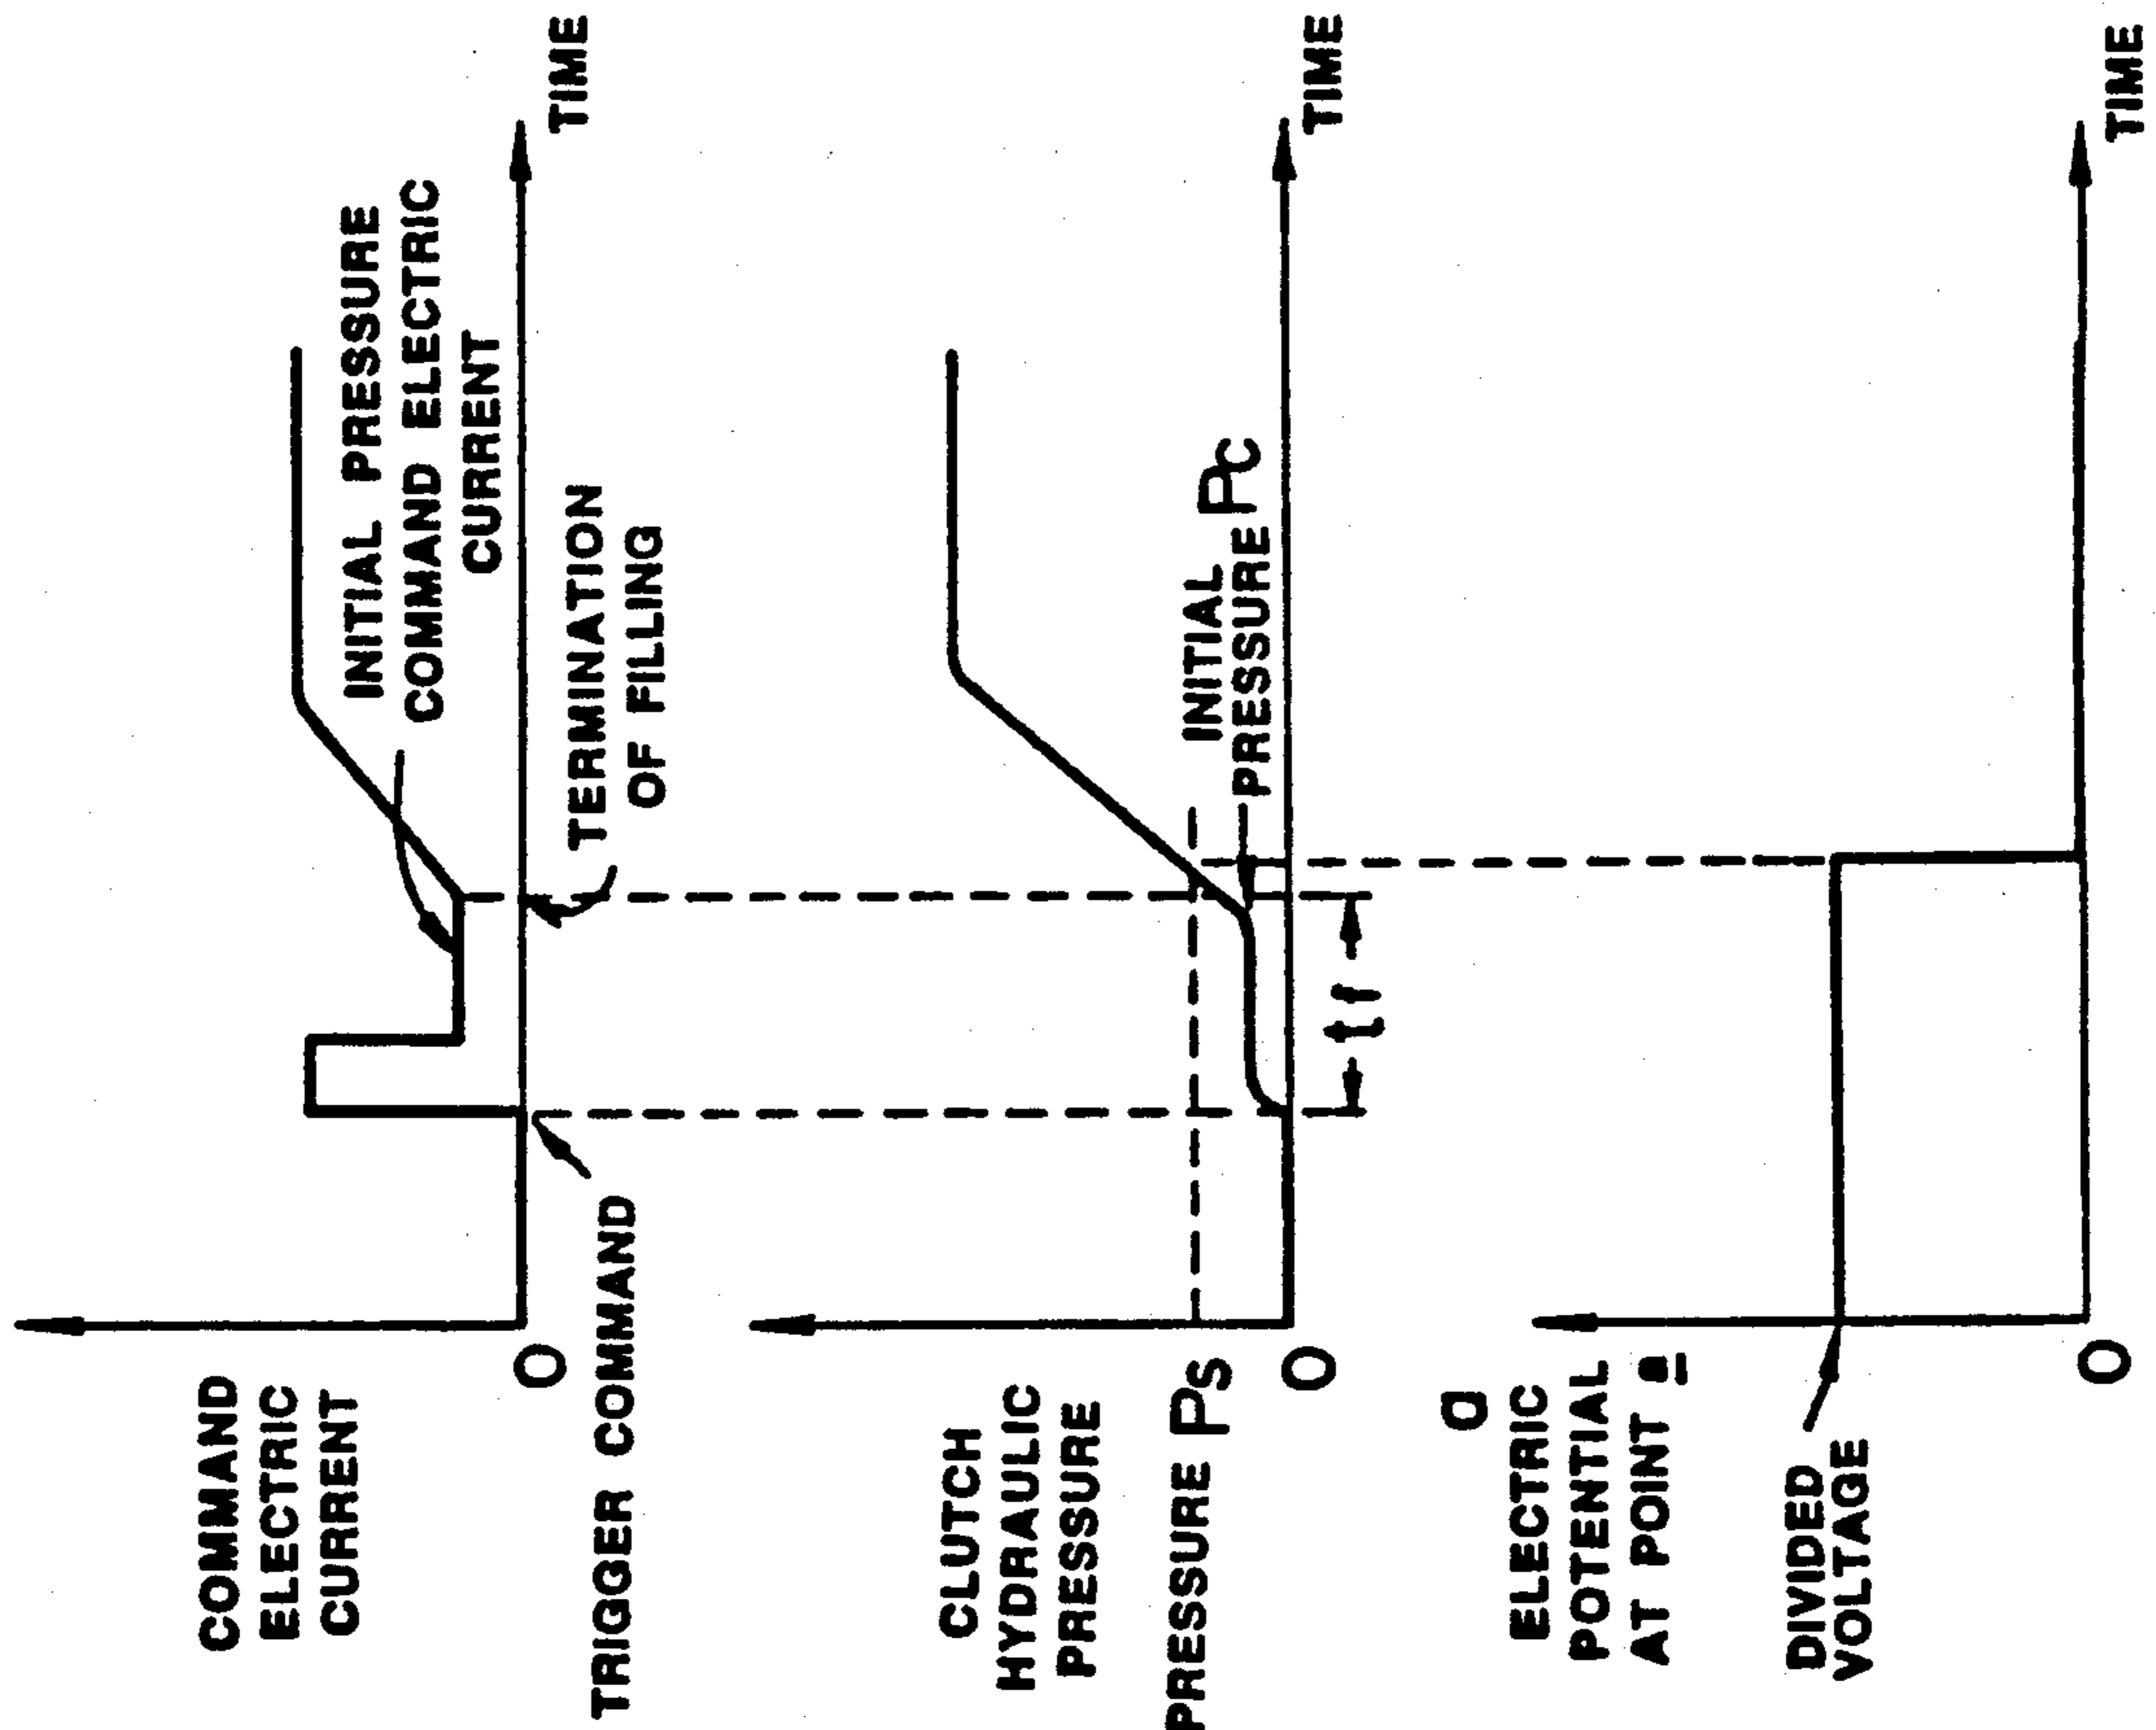 COMMAND
ELECTRIC
CURRENT
O
TIME
INITIAL PRESSURE
COMMAND ELECTRIC
CURRENT
TRIGGER COMMAND
TERMINATION
OF FILLING
CLUTCH
HYDRAULIC
PRESSURE
PRESSURE Ps
O
TIME
INITIAL
PRESSURE Pc
tf
a
ELECTRIC
POTENTIAL
AT POINT a
DIVIDED
VOLTAGE
O
TIME